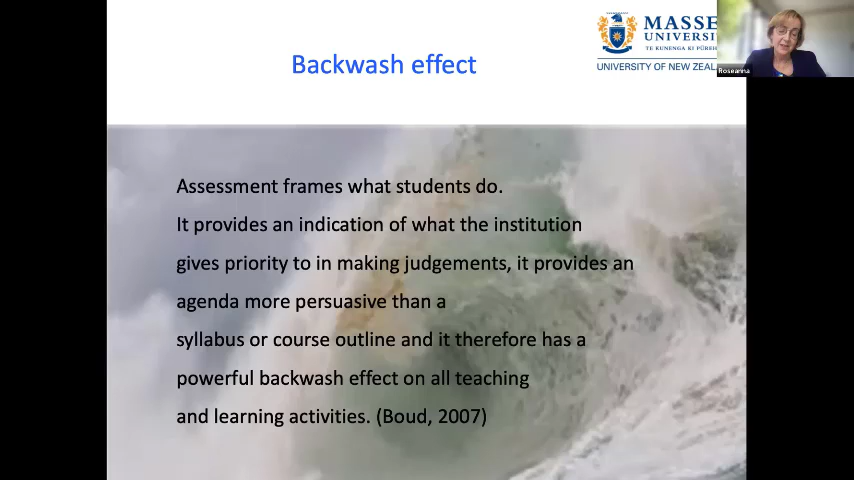 Backwash effect
MASSE
UNIVERSI
TE KUNENGA KI PŪREH
UNIVERSITY OF NEW ZEAL
Roseanna
Assessment frames what students do.
It provides an indication of what the institution
gives priority to in making judgements, it provides an
agenda more persuasive than a
syllabus or course outline and it therefore has a
powerful backwash effect on all teaching
and learning activities. (Boud, 2007)